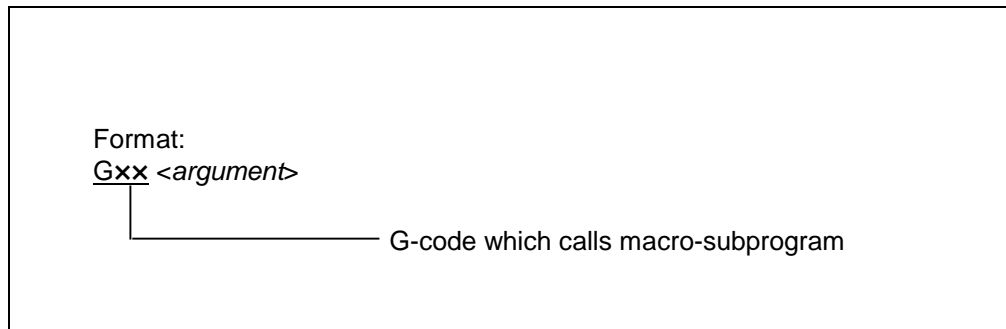 Format:
G×× <argument>
G-code which calls macro-subprogram